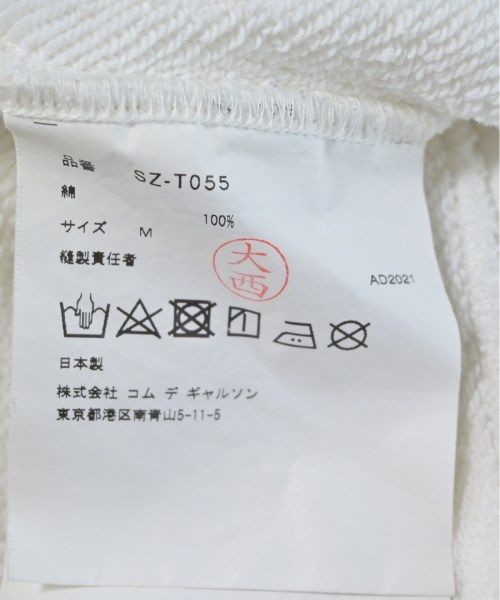 品番 SZ-T055
綿 100%
サイズ M
縫製責任者 大西
AD2021
日本製
株式会社 コム デ ギャルソン
東京都港区南青山5-11-5